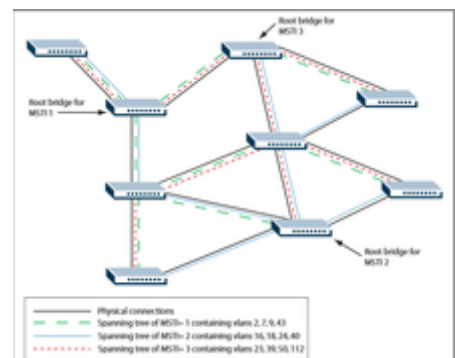 Root bridge for
MSTI 3
Root bridge for
MSTI 1
Root bridge for
MSTI 2
Physical connections
Spanning tree of MSTI– 1 containing vlans 2, 7, 9, 43
Spanning tree of MSTI– 2 containing vlans 16, 18, 24, 40
Spanning tree of MSTI– 3 containing vlans 23, 39, 50, 112